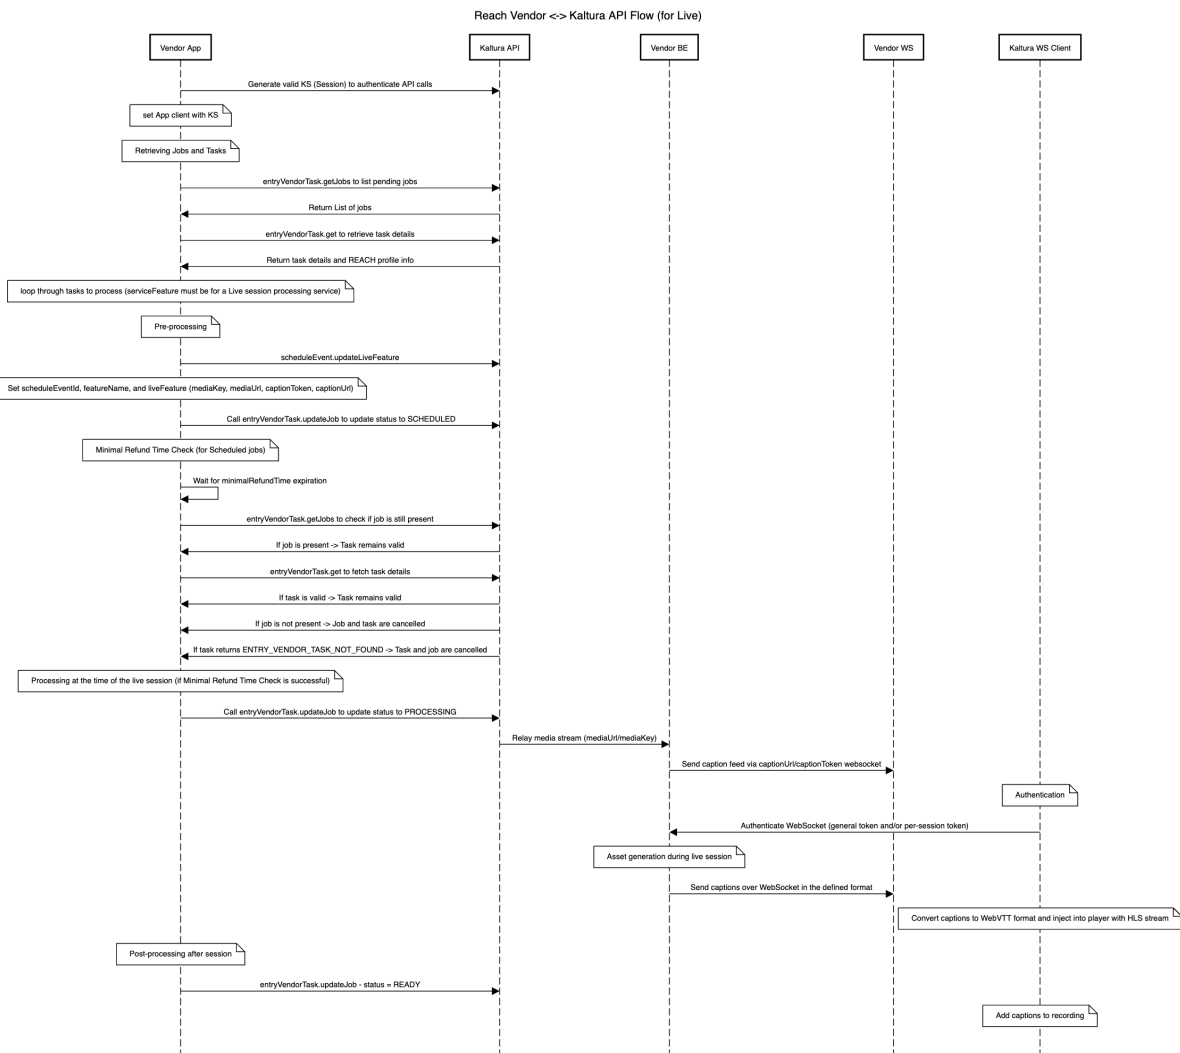 Reach Vendor <-> Kaltura API Flow (for Live)
Vendor App
Kaltura API
Vendor BE
Vendor WS
Kaltura WS Client
Generate valid KS (Session) to authenticate API calls
set App client with KS
Retrieving Jobs and Tasks
entryVendorTask.getJobs to list pending jobs
Return List of jobs
entryVendorTask.get to retrieve task details
Return task details and REACH profile info
loop through tasks to process (serviceFeature must be for a Live session processing service)
Pre-processing
scheduleEvent.updateLiveFeature
Set scheduleEventId, featureName, and liveFeature (mediaKey, mediaUrl, captionToken, captionUrl)
Call entryVendorTask.updateJob to update status to SCHEDULED
Minimal Refund Time Check (for Scheduled jobs)
Wait for minimalRefundTime expiration
entryVendorTask.getJobs to check if job is still present
If job is present -> Task remains valid
entryVendorTask.get to fetch task details
If task is valid -> Task remains valid
If job is not present -> Job and task are cancelled
If task returns ENTRY_VENDOR_TASK_NOT_FOUND -> Task and job are cancelled
Processing at the time of the live session (if Minimal Refund Time Check is successful)
Call entryVendorTask.updateJob to update status to PROCESSING
Relay media stream (mediaUrl/mediaKey)
Send caption feed via captionUrl/captionToken websocket
Authentication
Authenticate WebSocket (general token and/or per-session token)
Asset generation during live session
Send captions over WebSocket in the defined format
Convert captions to WebVTT format and inject into player with HLS stream
Post-processing after session
entryVendorTask.updateJob - status = READY
Add captions to recording